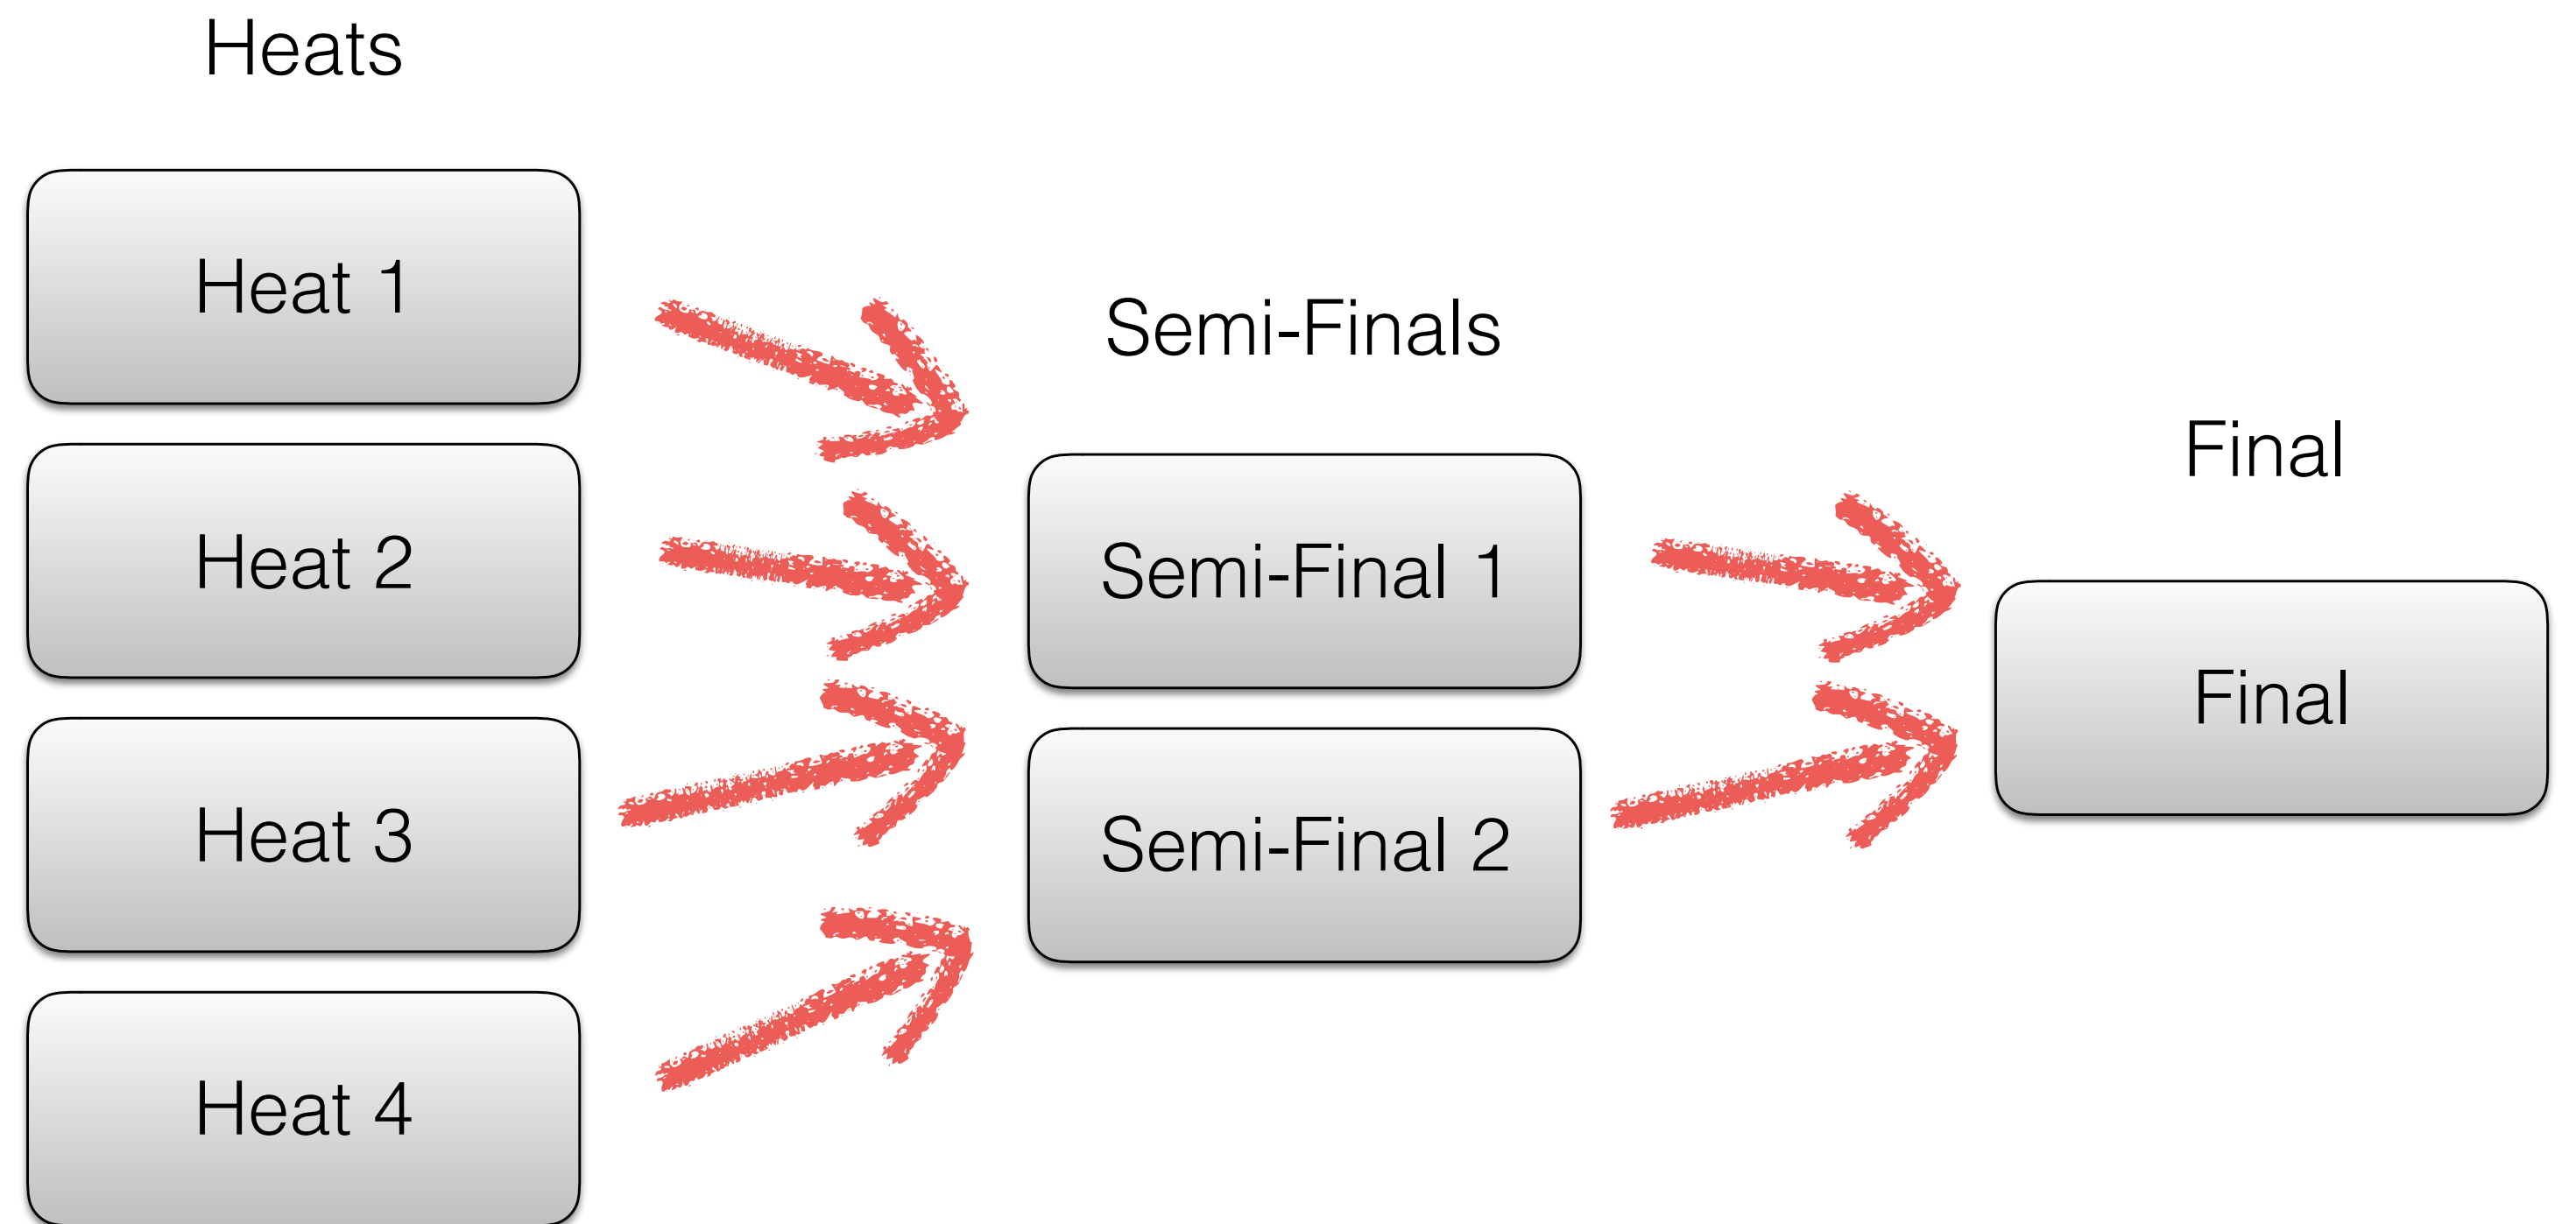 Heats
Heat 1
Heat 2
Heat 3
Heat 4
Semi-Finals
Semi-Final 1
Semi-Final 2
Final
Final